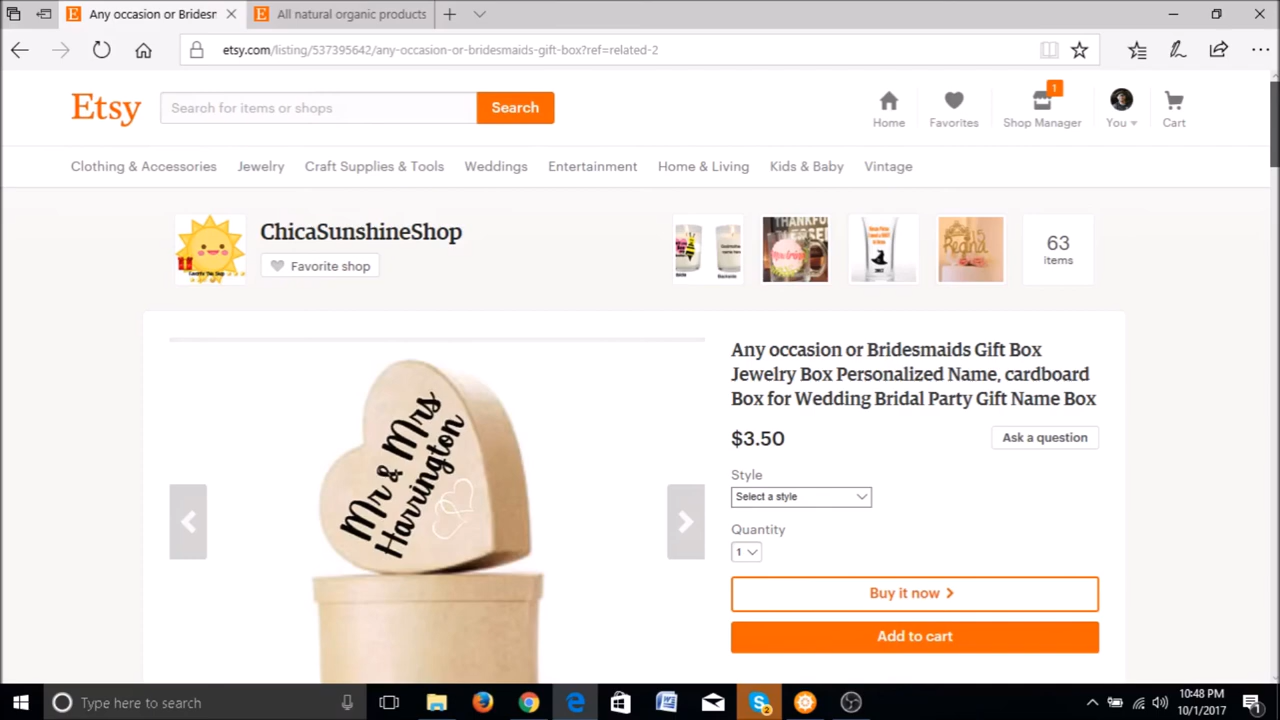 Any occasion or Bridesm
All natural organic products
etsy.com/listing/537395642/any-occasion-or-bridesmaids-gift-box?ref=related-2
Etsy
Search for items or shops
Search
1
Home
Favorites
Shop Manager
You
Cart
Clothing & Accessories
Jewelry
Craft Supplies & Tools
Weddings
Entertainment
Home & Living
Kids & Baby
Vintage
ChicaSunshineShop
Favorite shop
THANKFUL
Regina
63
items
Any occasion or Bridesmaids Gift Box
Jewelry Box Personalized Name, cardboard
Box for Wedding Bridal Party Gift Name Box
$3.50
Ask a question
Style
Select a style
Quantity
1
Buy it now
Add to cart
Mr & Mrs
Harrington
Type here to search
2
10:48 PM
10/1/2017
1